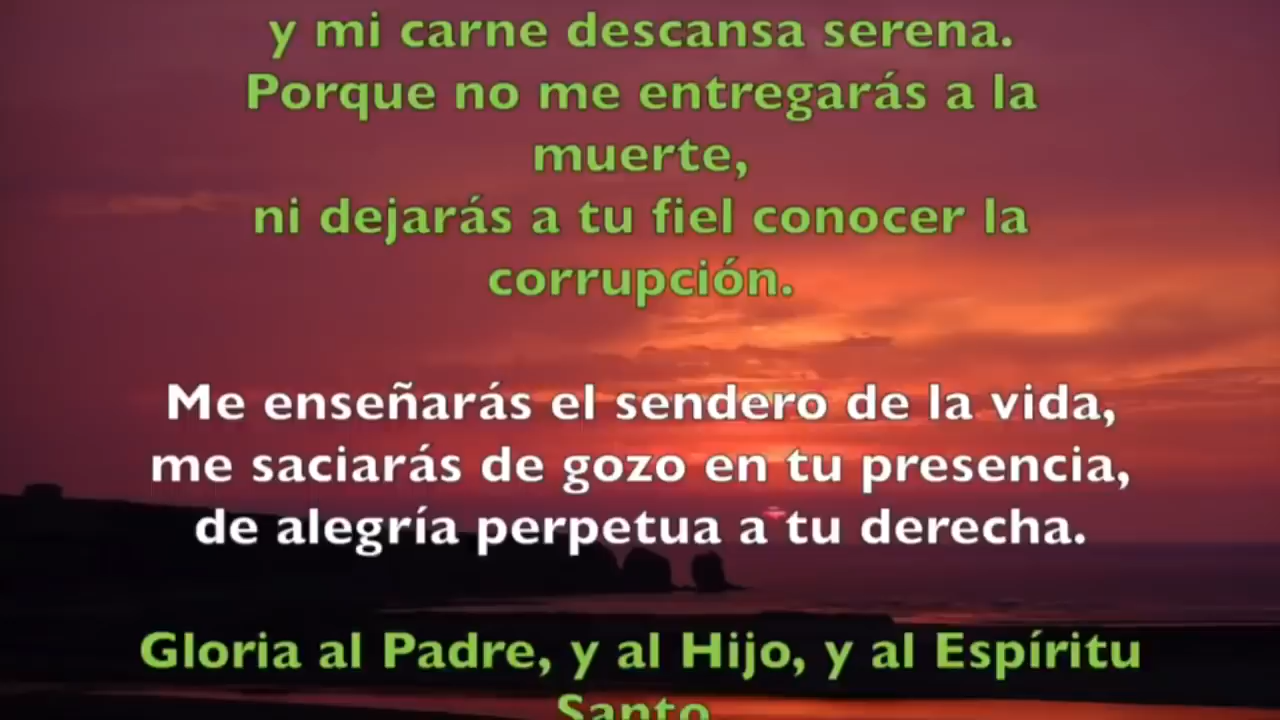 y mi carne descansa serena.
Porque no me entregarás a la
muerte,
ni dejarás a tu fiel conocer la
corrupción.
Me enseñarás el sendero de la vida,
me saciarás de gozo en tu presencia,
de alegría perpetua a tu derecha.
Gloria al Padre, y al Hijo, y al Espíritu
Santo